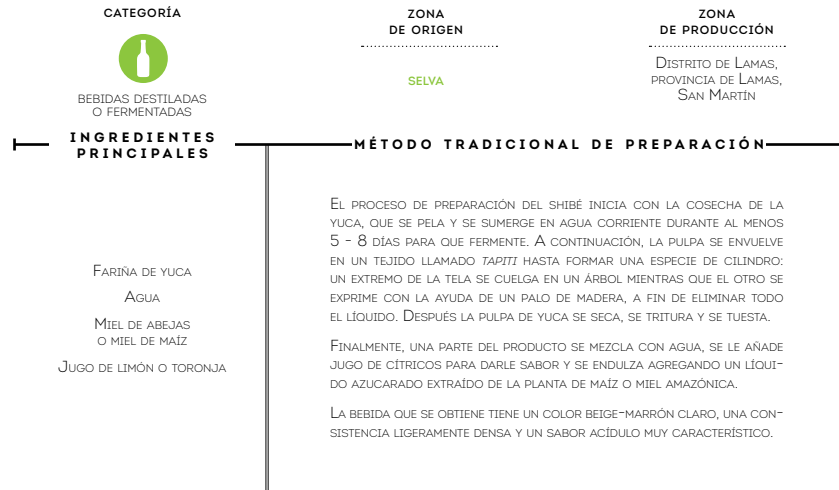 CATEGORÍA
BEBIDAS DESTILADAS
O FERMENTADAS
ZONA
DE ORIGEN
SELVA
ZONA
DE PRODUCCIÓN
Distrito de Lamas,
provincia de Lamas,
San Martín
INGREDIENTES
PRINCIPALES
Fariña de yuca
Agua
Miel de abejas
o miel de maíz
Jugo de limón o toronja
MÉTODO TRADICIONAL DE PREPARACIÓN
El proceso de preparación del shibé inicia con la cosecha de la
yuca, que se pela y se sumerge en agua corriente durante al menos
5 - 8 días para que fermente. A continuación, la pulpa se envuelve
en un tejido llamado tapiti hasta formar una especie de cilindro:
un extremo de la tela se cuelga en un árbol mientras que el otro se
exprime con la ayuda de un palo de madera, a fin de eliminar todo
el líquido. Después la pulpa de yuca se seca, se tritura y se tuesta.
Finalmente, una parte del producto se mezcla con agua, se le añade
jugo de cítricos para darle sabor y se endulza agregando un líqui-
do azucarado extraído de la planta de maíz o miel amazónica.
La bebida que se obtiene tiene un color beige-marrón claro, una con-
sistencia ligeramente densa y un sabor acídulo muy característico.